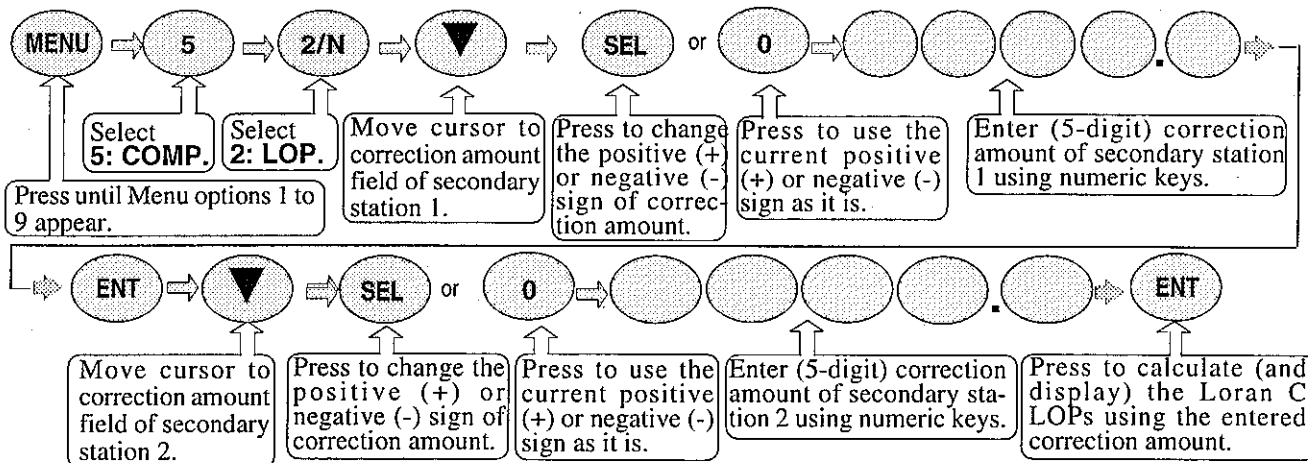 MENU 5 2/N SEL or 0 .
Select
5: COMP.
Select
2: LOP.
Move cursor to
correction amount
field of secondary
station 1.
Press to change
the positive (+)
or negative (-)
sign of correc-
tion amount.
Press to use the
current positive
(+) or negative (-)
sign as it is.
Enter (5-digit) correction
amount of secondary station
1 using numeric keys.
Press until Menu options 1 to
9 appear.
ENT SEL or 0 . ENT
Move cursor to
correction amount
field of secondary
station 2.
Press to change the
positive (+) or
negative (-) sign of
correction amount.
Press to use the
current positive
(+) or negative (-)
sign as it is.
Enter (5-digit) correction
amount of secondary sta-
tion 2 using numeric keys.
Press to calculate (and
display) the Loran C
LOPs using the entered
correction amount.